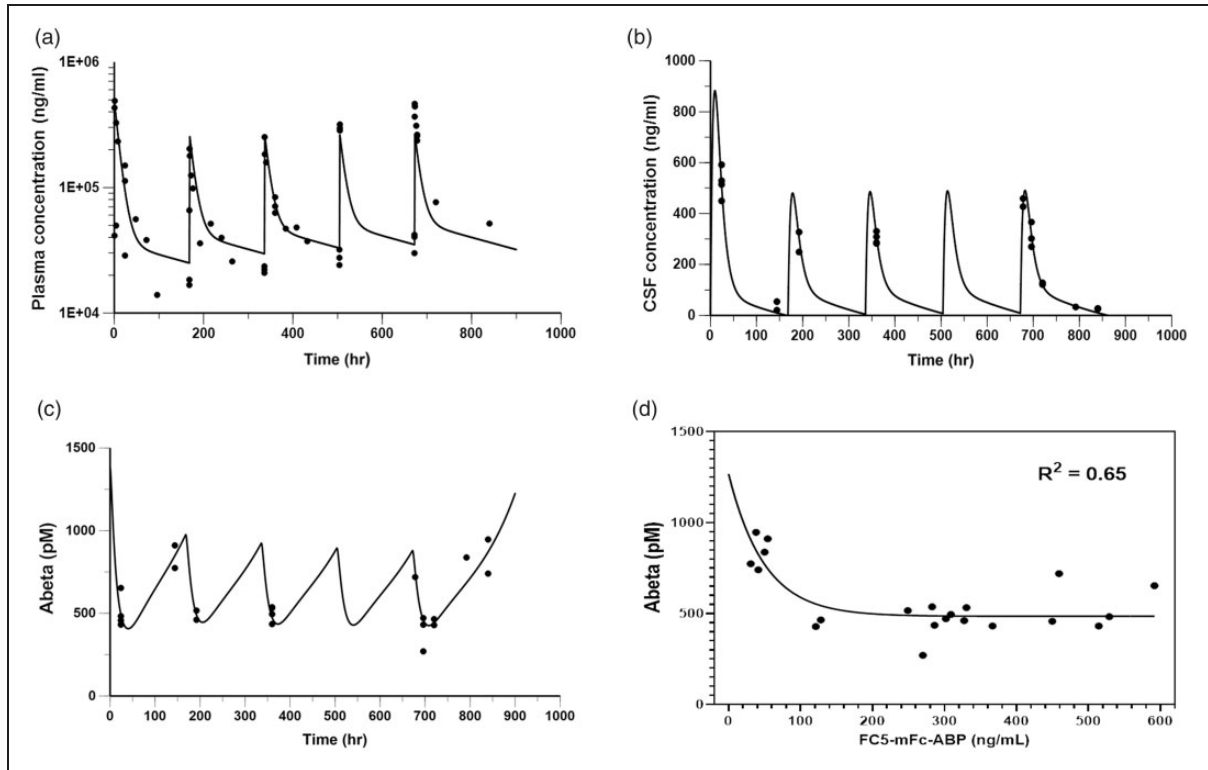 (a)
1E+06
1E+05
1E+04
Plasma concentration (ng/ml)
0 200 400 600 800 1000
Time (hr)
(b)
1000
800
600
400
200
0
CSF concentration (ng/ml)
0 100 200 300 400 500 600 700 800 900 1000
Time (hr)
(c)
1500
1000
500
0
Abeta (pM)
0 100 200 300 400 500 600 700 800 900 1000
Time (hr)
(d)
1500
1000
500
0
Abeta (pM)
R² = 0.65
0 100 200 300 400 500 600
FC5-mFc-ABP (ng/mL)